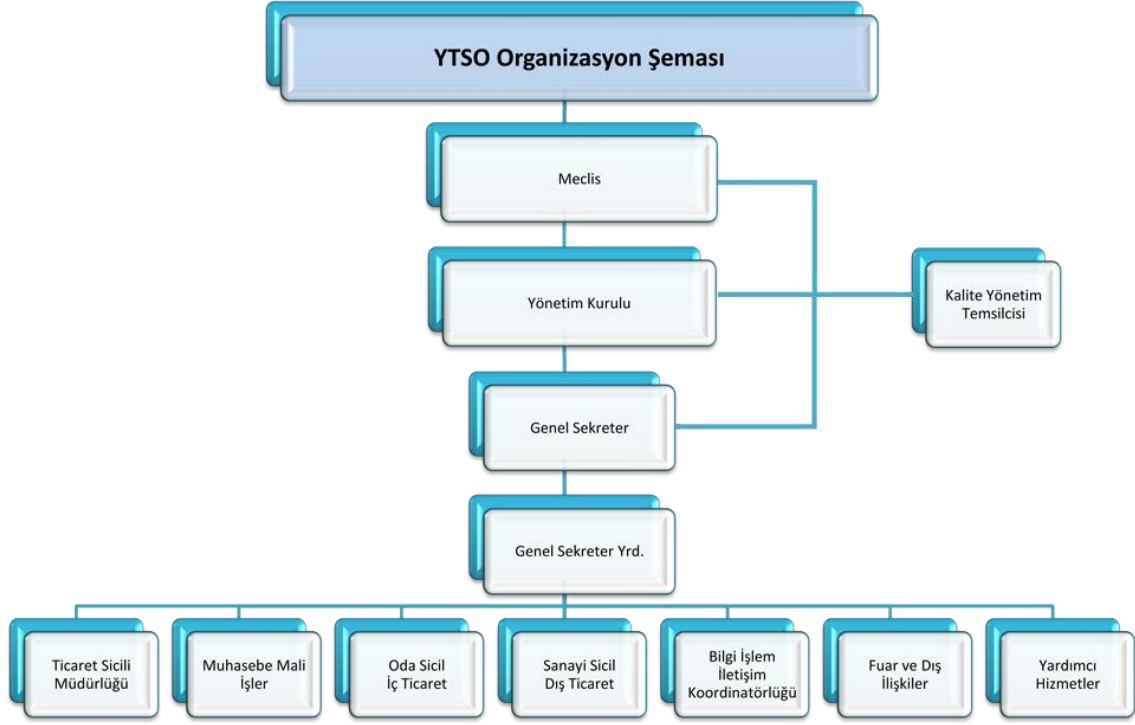 YTSO Organizasyon Şeması
Meclis
Yönetim Kurulu
Kalite Yönetim
Temsilcisi
Genel Sekreter
Genel Sekreter Yrd.
Ticaret Sicili
Müdürlüğü
Muhasebe Mali
İşler
Oda Sicil
İç Ticaret
Sanayi Sicil
Dış Ticaret
Bilgi İşlem
İletişim
Koordinatörlüğü
Fuar ve Dış
İlişkiler
Yardımcı
Hizmetler